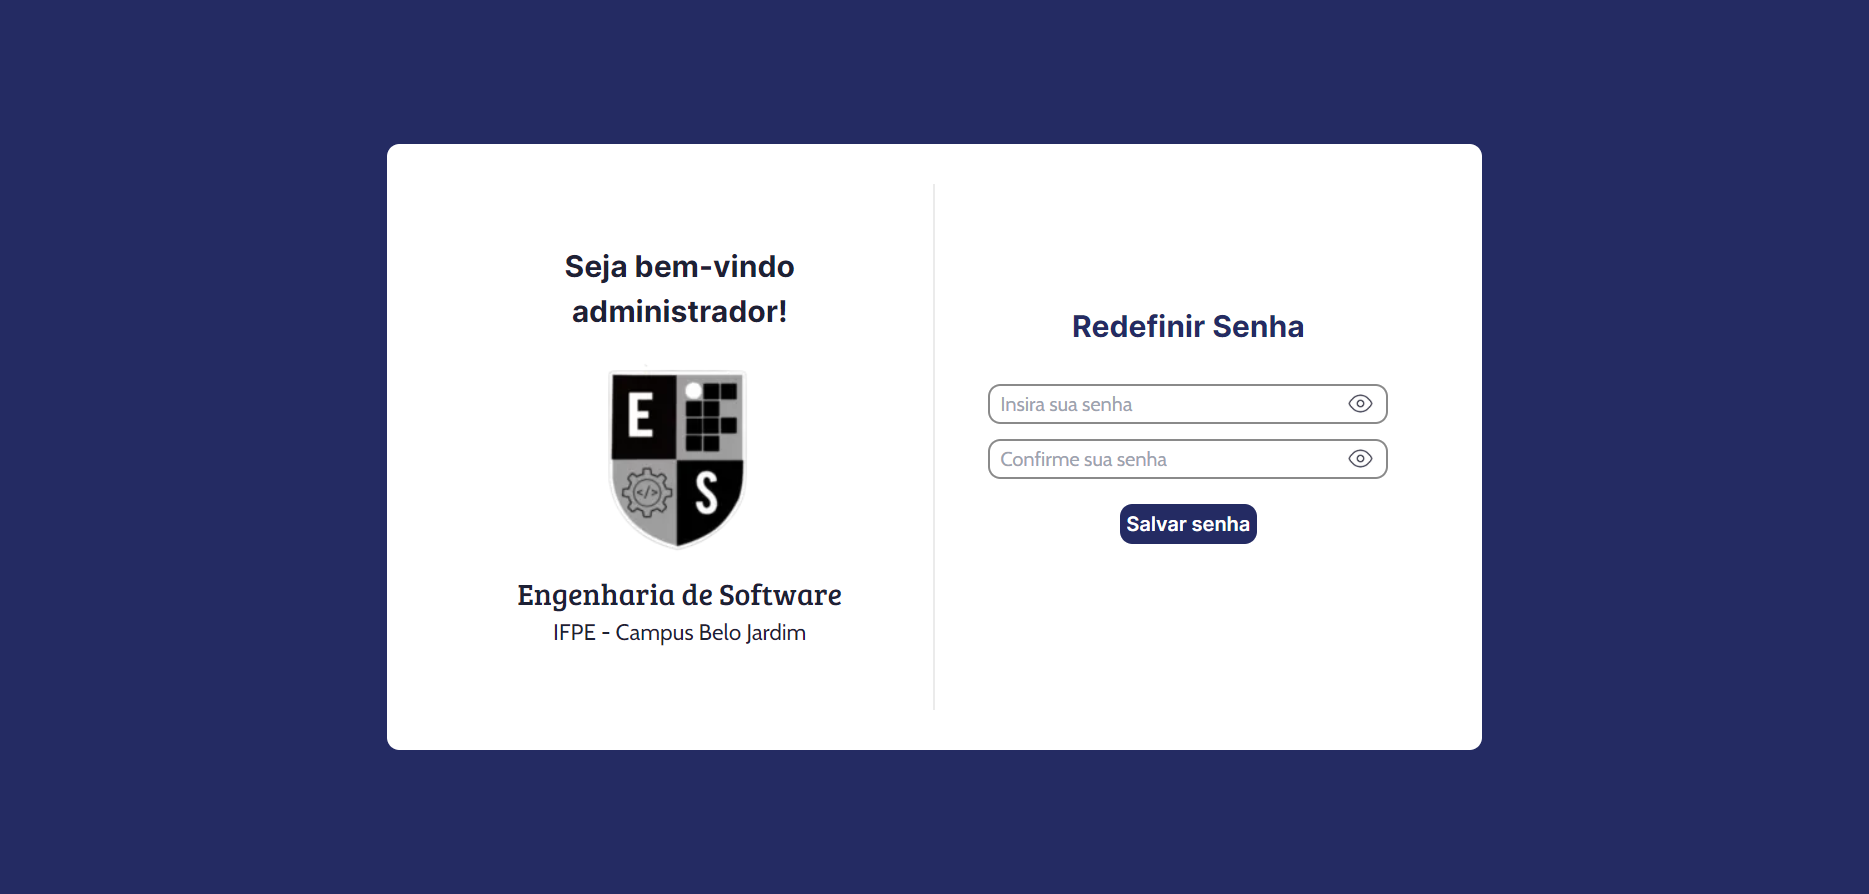 Seja bem-vindo
administrador!
E
</>
S
Engenharia de Software
IFPE - Campus Belo Jardim
Redefinir Senha
Insira sua senha
Confirme sua senha
Salvar senha